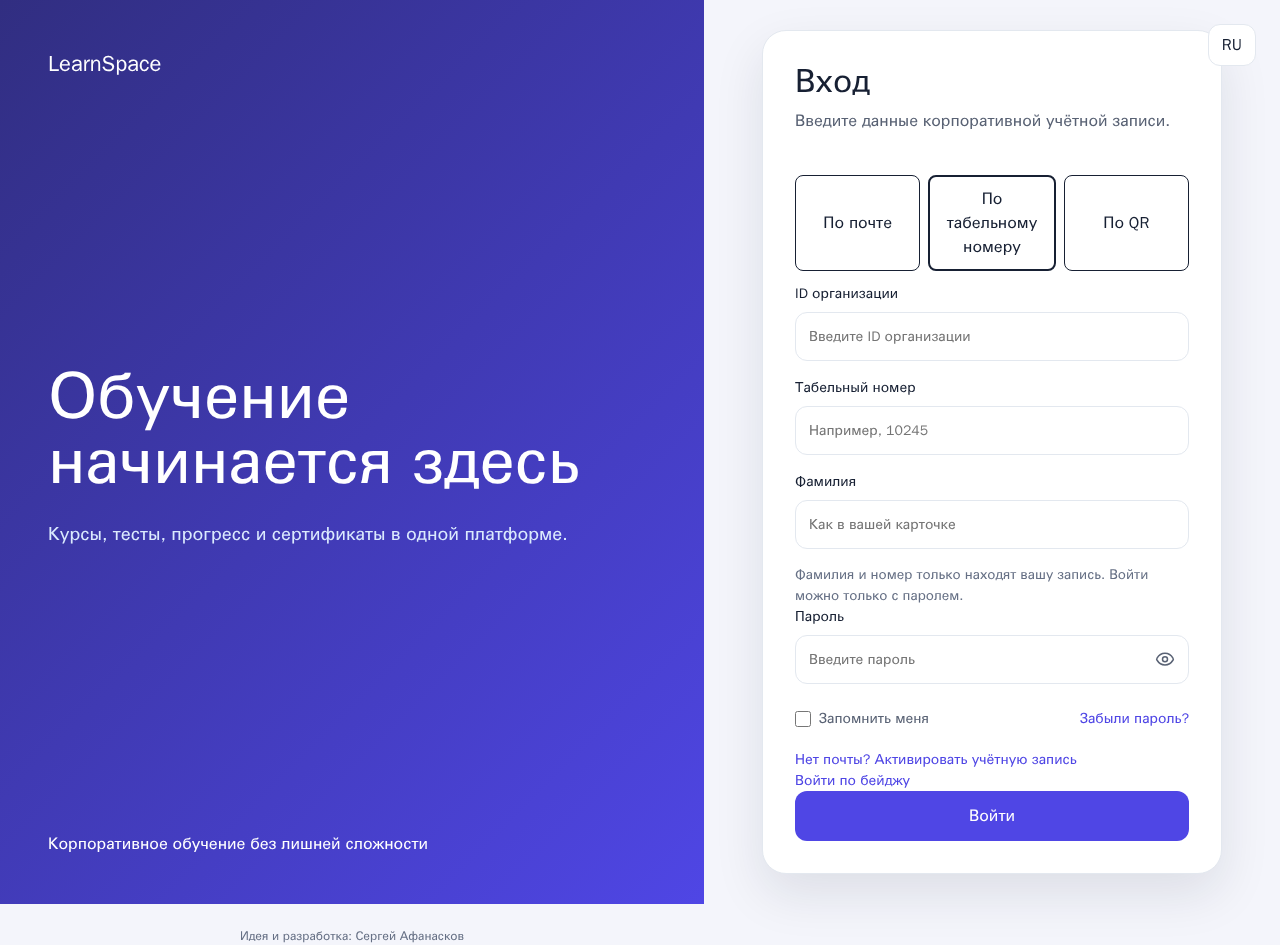 LearnSpace
Обучение
начинается здесь
Курсы, тесты, прогресс и сертификаты в одной платформе.
Корпоративное обучение без лишней сложности
RU
Вход
Введите данные корпоративной учётной записи.
По почте
По
табельному
номеру
По QR
ID организации
Введите ID организации
Табельный номер
Например, 10245
Фамилия
Как в вашей карточке
Фамилия и номер только находят вашу запись. Войти
можно только с паролем.
Пароль
Введите пароль
Запомнить меня
Забыли пароль?
Нет почты? Активировать учётную запись
Войти по бейджу
Войти
Идея и разработка: Сергей Афанасков